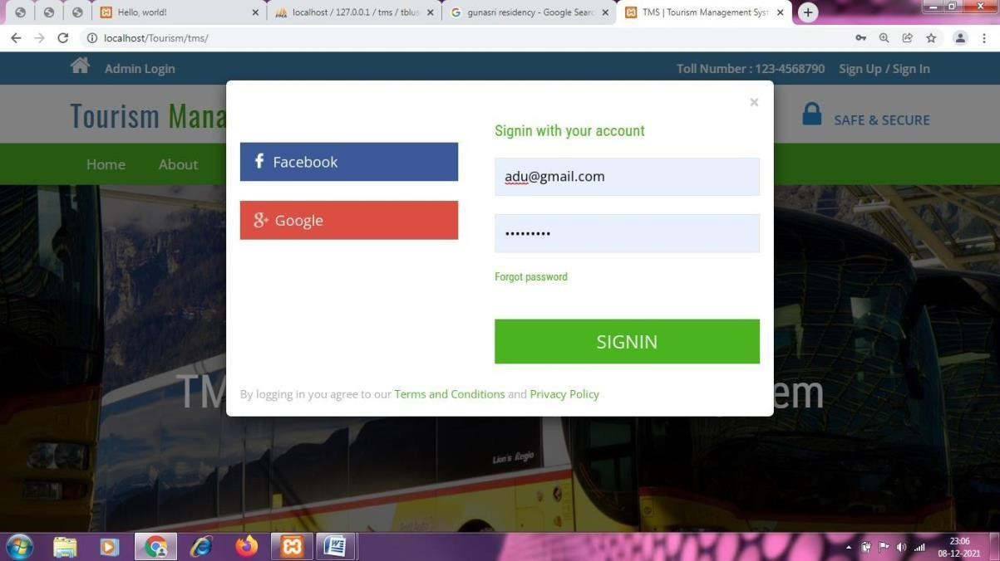 Hello, world!
localhost / 127.0.0.1 / tms / tblus
gunasri residency - Google Sear
TMS | Tourism Management Syst
localhost/Tourism/tms/
Admin Login
Toll Number : 123-4568790
Sign Up / Sign In
Tourism Mana
SAFE & SECURE
Home
About
Facebook
Google
Signin with your account
adu@gmail.com
•••••••••
Forgot password
SIGNIN
By logging in you agree to our Terms and Conditions and Privacy Policy
TM
em
Lion's Regio
23:06
08-12-2021